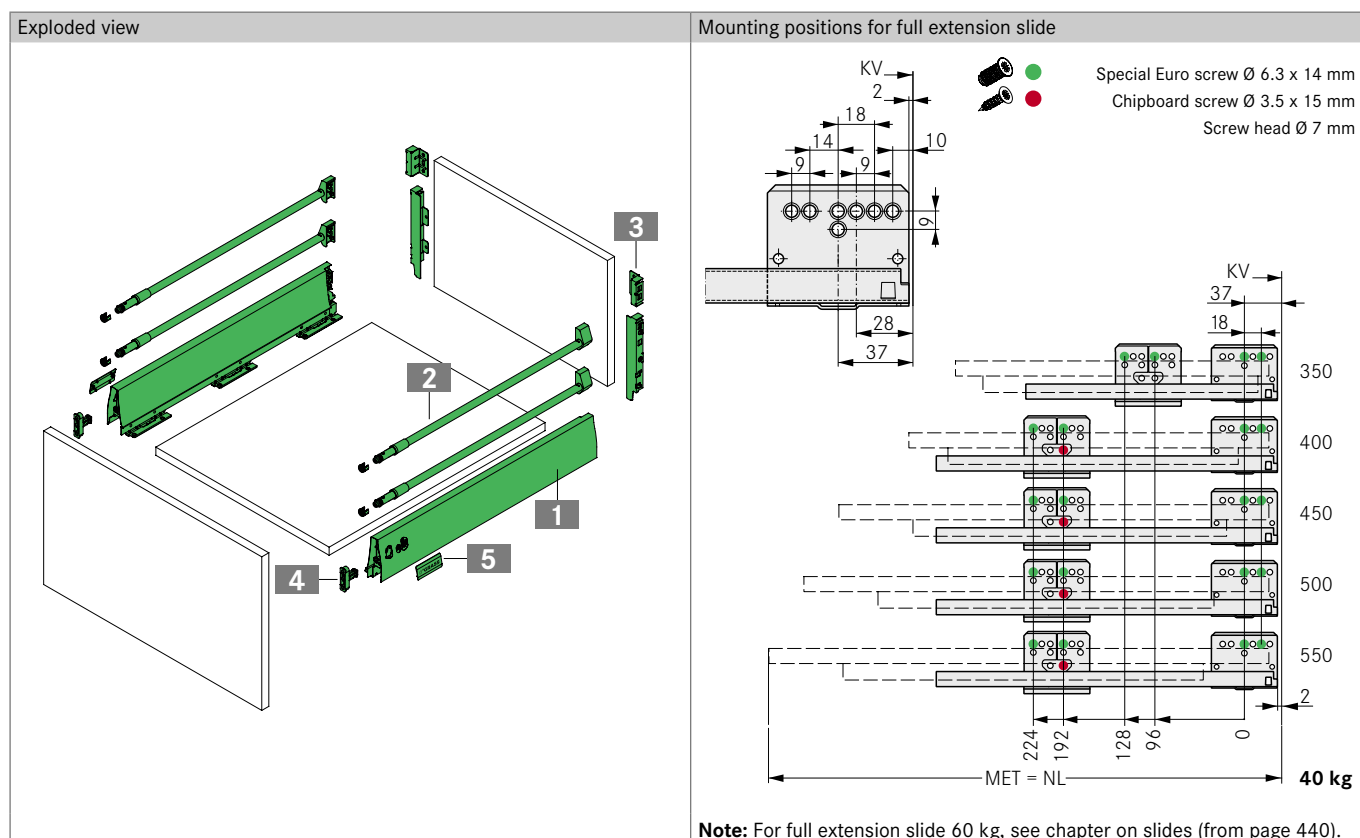 Exploded view
3
2
1
5
4
Mounting positions for full extension slide
Special Euro screw Ø 6.3 x 14 mm
Chipboard screw Ø 3.5 x 15 mm
Screw head Ø 7 mm
KV
2
18
14
10
9
9
9
28
37
KV
37
18
350
400
450
500
550
2
224
192
128
96
0
MET = NL
40 kg
Note: For full extension slide 60 kg, see chapter on slides (from page 440).